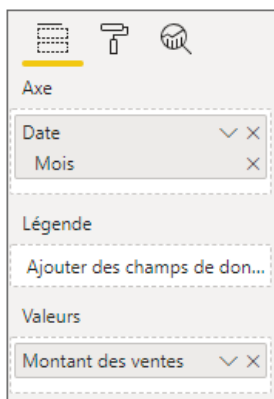 Axe
Date
Mois
Légende
Ajouter des champs de don...
Valeurs
Montant des ventes